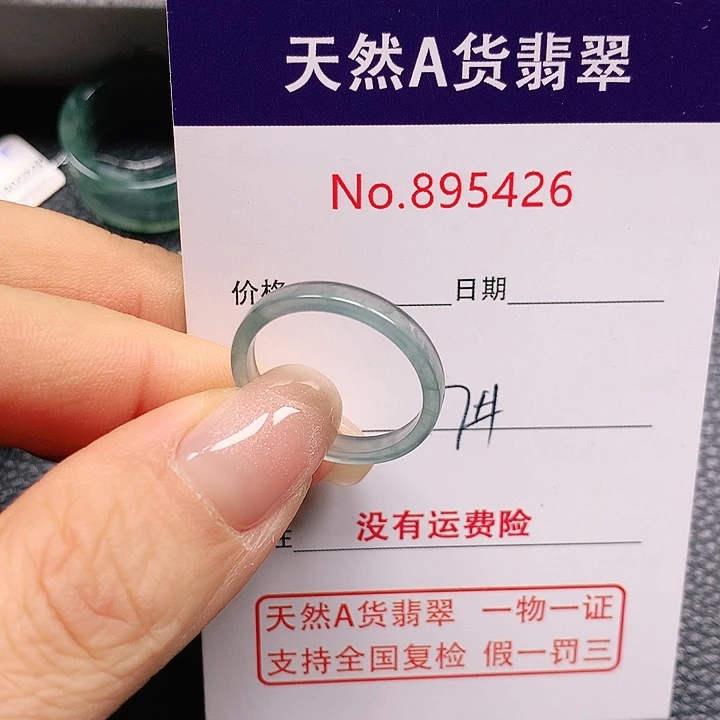 天然A货翡翠
No.895426
价格 日期
没有运费险
天然A货翡翠 一物一证
支持全国复检 假一罚三